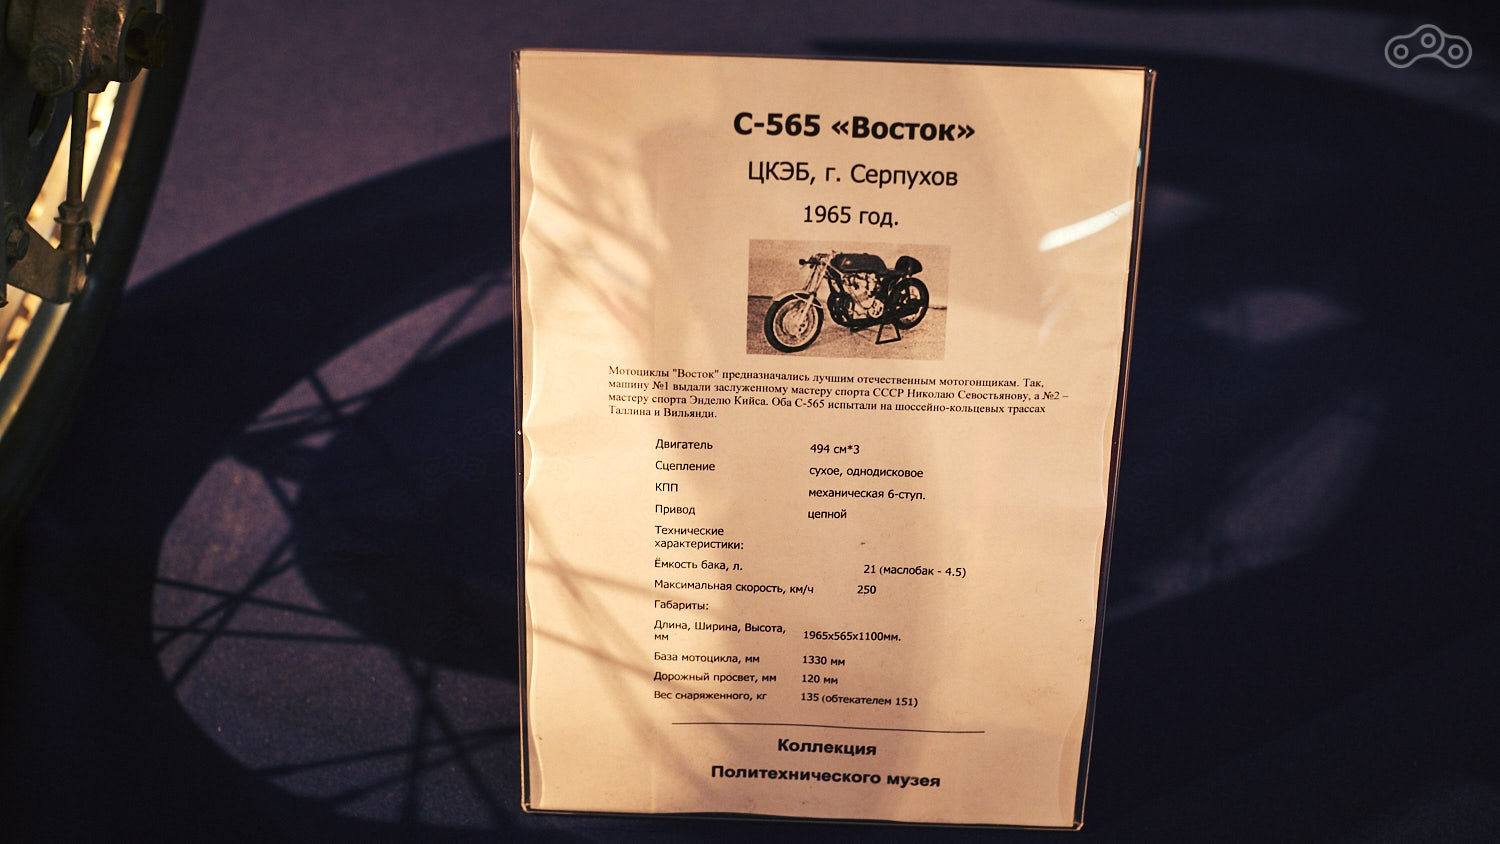 С-565 «Восток»
ЦКЭБ, г. Серпухов
1965 год.
Мотоциклы "Восток" предназначались лучшим отечественным мотогонщикам. Так,
машину №1 выдали заслуженному мастеру спорта СССР Николаю Севостьянову, а №2 –
мастеру спорта Энделю Кийса. Оба С-565 испытали на шоссейно-кольцевых трассах
Таллина и Вильянди.
Двигатель 494 см*3
Сцепление сухое, однодисковое
КПП механическая 6-ступ.
Привод цепной
Технические
характеристики: -
Ёмкость бака, л. 21 (маслобак - 4.5)
Максимальная скорость, км/ч 250
Габариты:
Длина, Ширина, Высота,
мм 1965х565х1100мм.
База мотоцикла, мм 1330 мм
Дорожный просвет, мм 120 мм
Вес снаряженного, кг 135 (обтекателем 151)
Коллекция
Политехнического музея